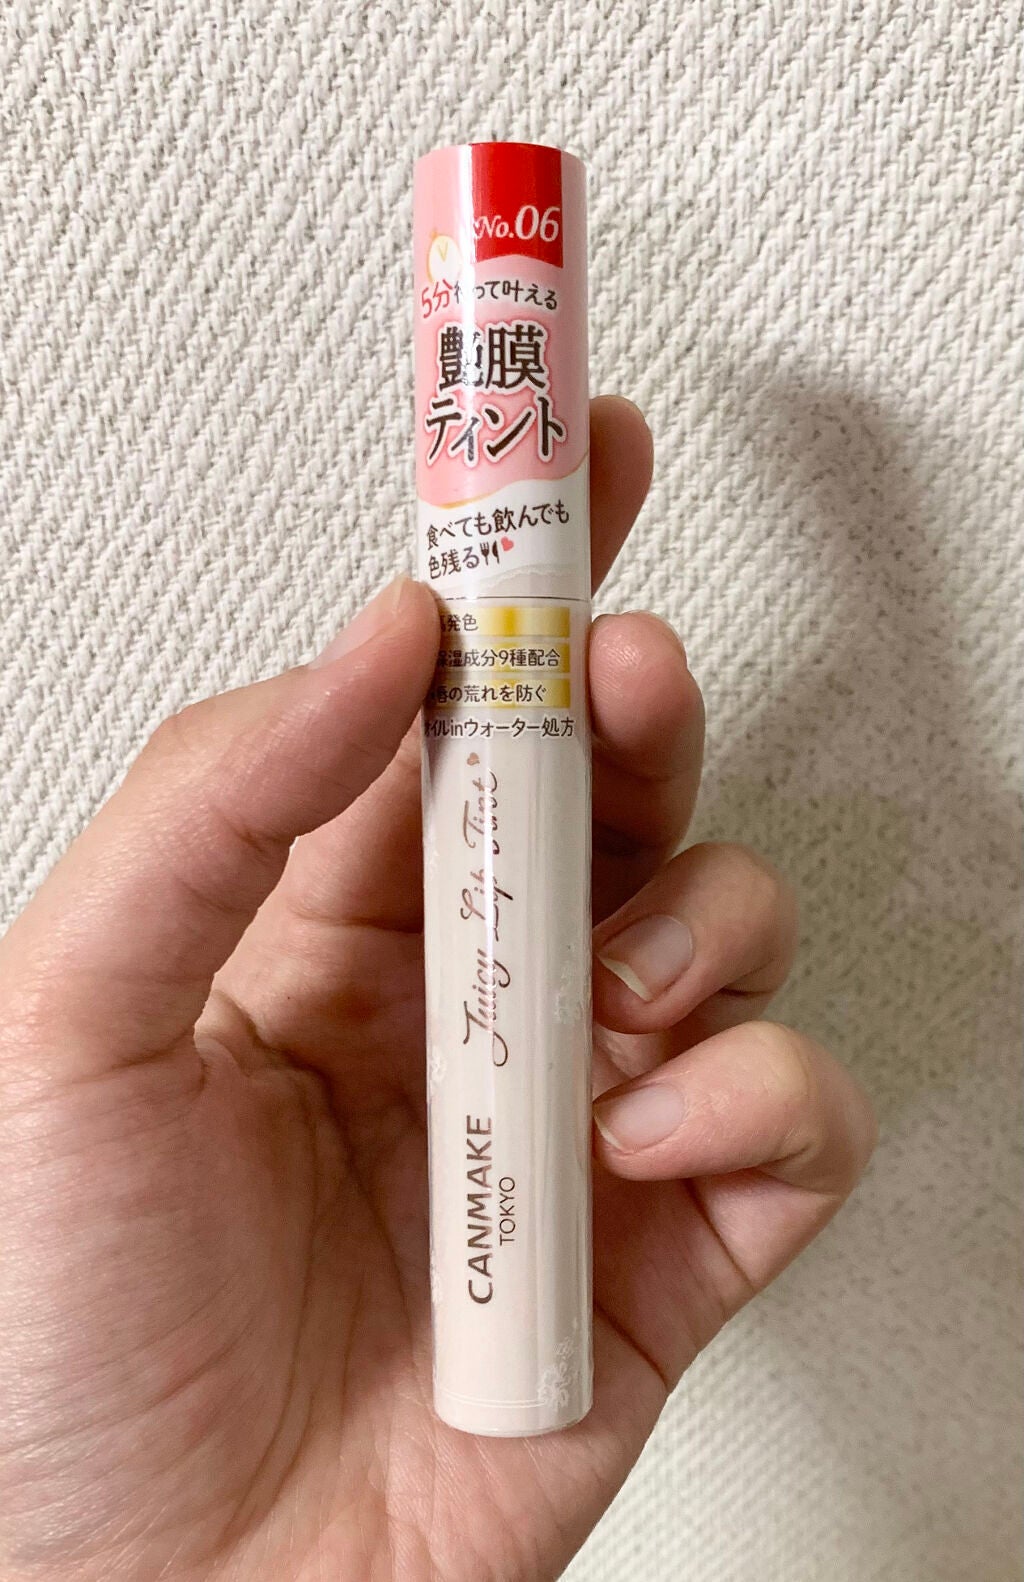 No.06
5分待って叶える
艶膜
ティント
食べても飲んでも
色残る
高発色
保湿成分9種配合
唇の荒れを防ぐ
オイルinウォーター処方
Juicy Lip Tint
CANMAKE
TOKYO